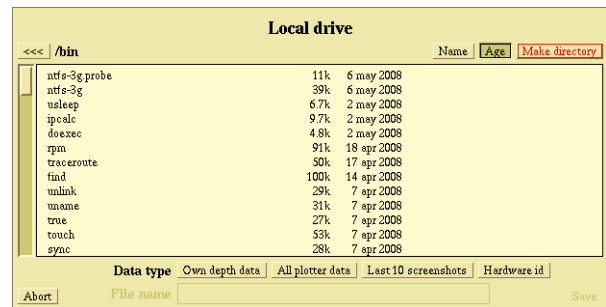 Local drive
<<< /bin Name Age Make directory
ntfs-3g.probe 11k 6 may 2008
ntfs-3g 39k 6 may 2008
usleep 6.7k 2 may 2008
ipcalc 9.7k 2 may 2008
doexec 4.8k 2 may 2008
rpm 91k 18 apr 2008
traceroute 50k 17 apr 2008
find 100k 14 apr 2008
unlink 29k 7 apr 2008
uname 31k 7 apr 2008
true 27k 7 apr 2008
touch 53k 7 apr 2008
sync 28k 7 apr 2008
Data type Own depth data All plotter data Last 10 screenshots Hardware id
Abort File name Save